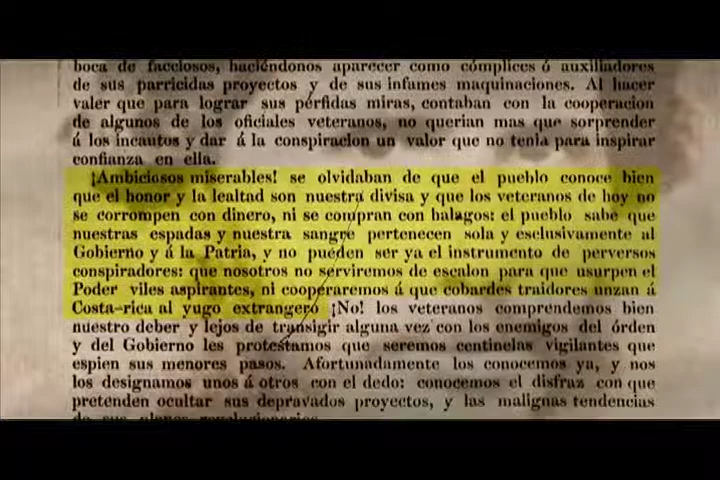 boca de facciosos, haciéndonos aparecer como cómplices ó auxiliadores
de sus parricidas proyectos y de sus infames maquinaciones. Al hacer
valer que para lograr sus pérfidas miras, contaban con la cooperacion
de algunos de los oficiales veteranos, no querian mas que sorprender
á los incautos y dar á la conspiracion un valor que no tenia para inspirar
confianza en ella.
¡Ambiciosos miserables! se olvidaban de que el pueblo conoce bien
que el honor y la lealtad son nuestra divisa y que los veteranos de hoy no
se corrompen con dinero, ni se compran con halagos: el pueblo sabe que
nuestras espadas y nuestra sangre pertenecen sola y esclusivamente al
Gobierno y á la Patria, y no pueden ser ya el instrumento de perversos
conspiradores: que nosotros no serviremos de escalon para que usurpen el
Poder viles aspirantes, ni cooperaremos á que cobardes traidores unzan á
Costa-rica al yugo extrangero ¡No! los veteranos comprendemos bien
nuestro deber y lejos de transigir alguna vez con los enemigos del órden
y del Gobierno les protestamos que seremos centinelas vigilantes que
espien sus menores pasos. Afortunadamente los conocemos ya, y nos
los designamos unos á otros con el dedo: conocemos el disfraz con que
pretenden ocultar sus depravados proyectos, y las malignas tendencias
de sus planes revolucionarios.